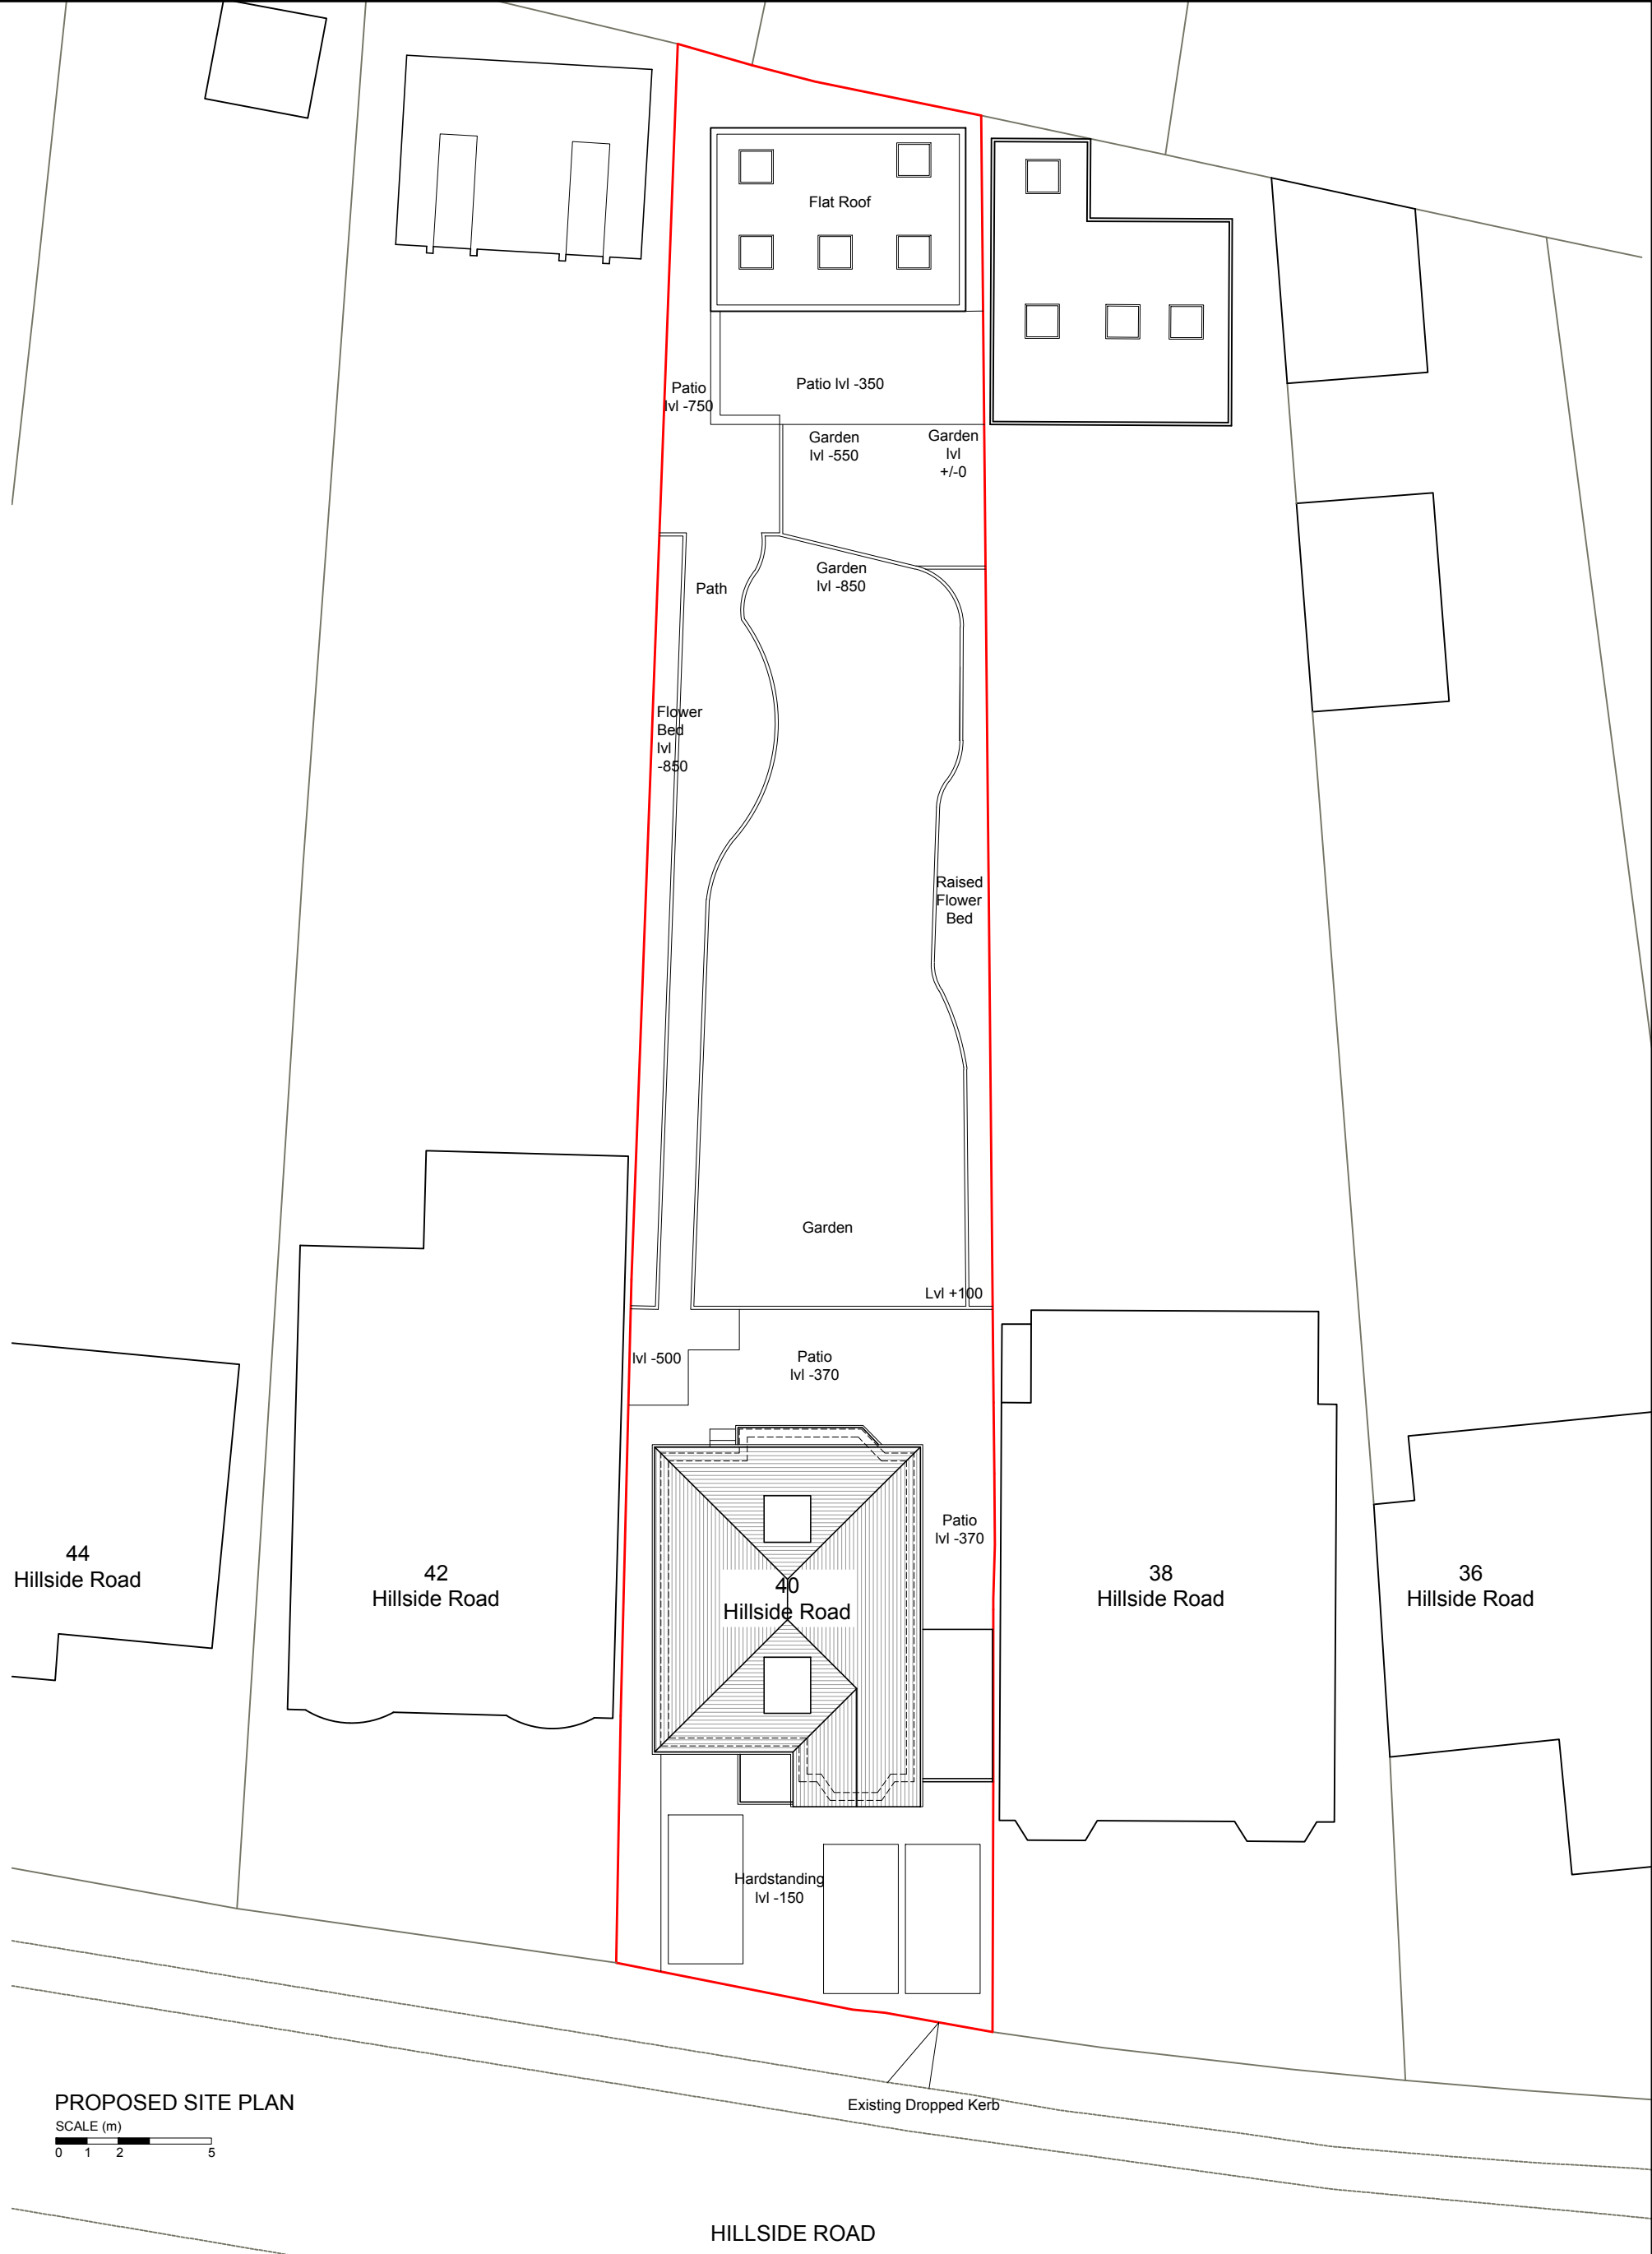 Flat Roof
Patio
lvl -750
Patio lvl -350
Garden
lvl -550
Garden
lvl
+/-0
Garden
lvl -850
Path
Flower
Bed
lvl
-850
Raised
Flower
Bed
Garden
Lvl +100
lvl -500
Patio
lvl -370
Patio
lvl -370
44
Hillside Road
42
Hillside Road
40
Hillside Road
38
Hillside Road
36
Hillside Road
Hardstanding
lvl -150
Existing Dropped Kerb
PROPOSED SITE PLAN
SCALE (m)
0 1 2 5
HILLSIDE ROAD